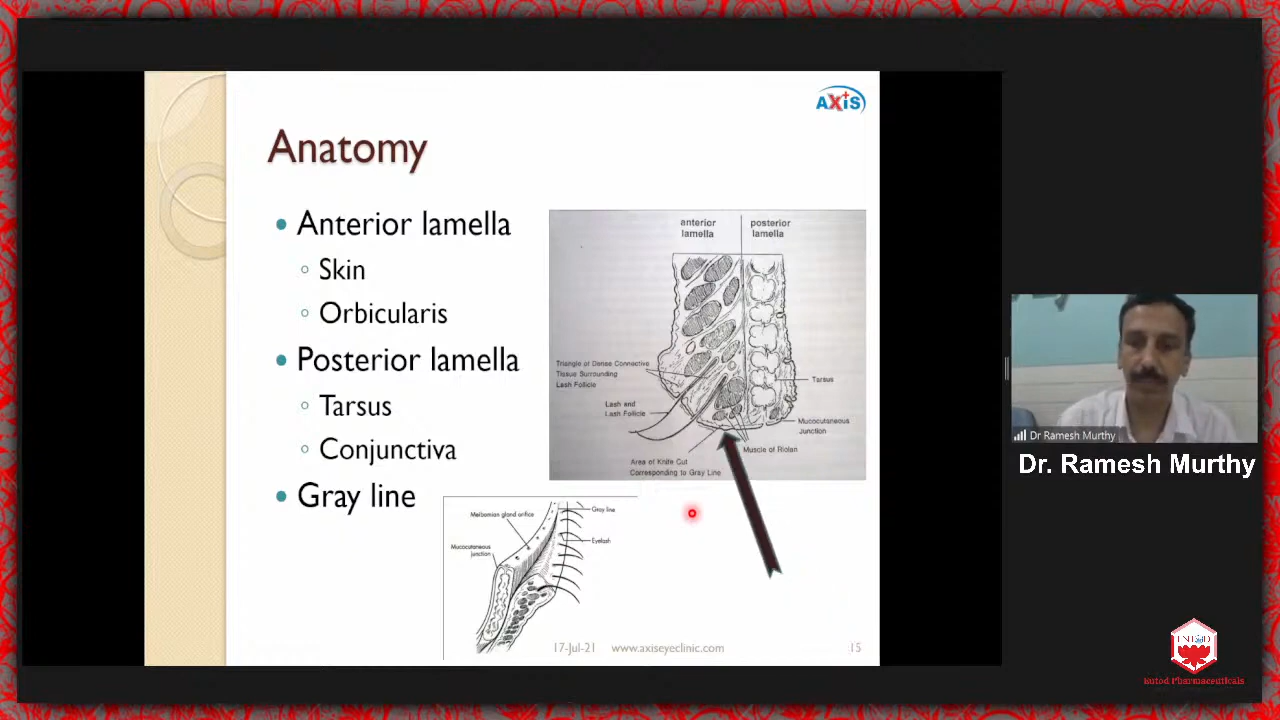 AXiS
Anatomy
Anterior lamella
Skin
Orbicularis
Posterior lamella
Tarsus
Conjunctiva
Gray line
anterior
lamella
posterior
lamella
Triangle of Dense Connective
Tissue Surrounding
Lash Follicle
Lash and
Lash Follicle
Tarsus
Mucocutaneous
Junction
Muscle of Riolan
Area of Knife Cut
Corresponding to Gray Line
Meibomian gland orifice
Gray line
Eyelash
Mucocutaneous
junction
17-Jul-21 www.axiseyeclinic.com 15
Dr Ramesh Murthy
Dr. Ramesh Murthy
Entod Pharmaceuticals